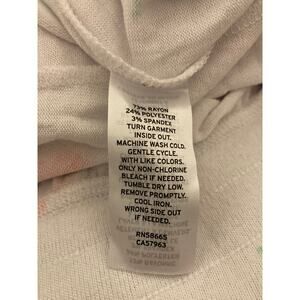 73% RAYON
24% POLYESTER
3% SPANDEX
TURN GARMENT
INSIDE OUT.
MACHINE WASH COLD.
GENTLE CYCLE.
WITH LIKE COLORS.
ONLY NON-CHLORINE
BLEACH IF NEEDED.
TUMBLE DRY LOW.
REMOVE PROMPTLY.
COOL IRON.
WRONG SIDE OUT
IF NEEDED.
RN58665
CA57963